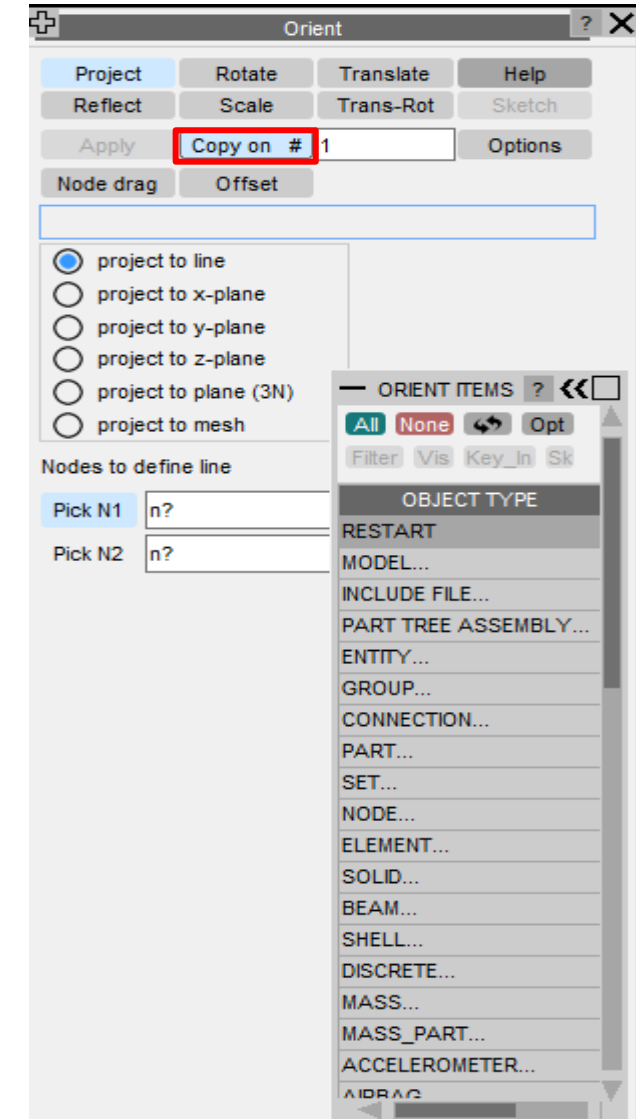 Orient ?
Project Rotate Translate Help
Reflect Scale Trans-Rot Sketch
Apply Copy on # 1 Options
Node drag Offset
project to line
project to x-plane
project to y-plane
project to z-plane
project to plane (3N)
project to mesh
Nodes to define line
Pick N1 n?
Pick N2 n?
ORIENT ITEMS ?
All None Opt
Filter Vis Key_In Sk
OBJECT TYPE
RESTART
MODEL...
INCLUDE FILE...
PART TREE ASSEMBLY...
ENTITY...
GROUP...
CONNECTION...
PART...
SET...
NODE...
ELEMENT...
SOLID...
BEAM...
SHELL...
DISCRETE...
MASS...
MASS_PART...
ACCELEROMETER...
AIRBAG